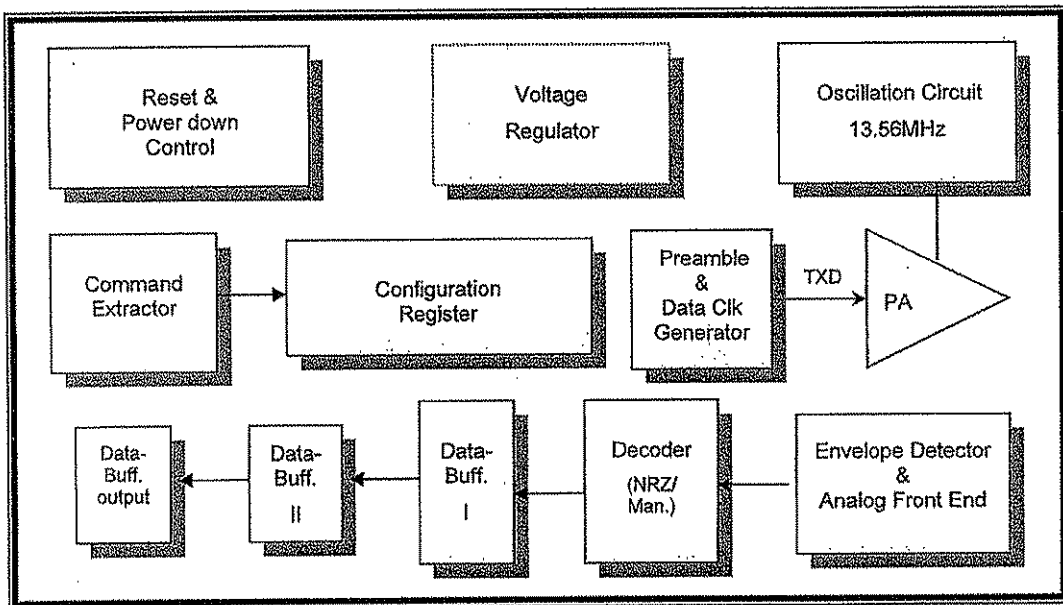 Reset &
Power down
Control
Voltage
Regulator
Oscillation Circuit
13.56MHz
Command
Extractor
Configuration
Register
Preamble
&
Data Clk
Generator
TXD
PA
Data-
Buff.
output
Data-
Buff.
II
Data-
Buff.
I
Decoder
(NRZ/
Man.)
Envelope Detector
&
Analog Front End